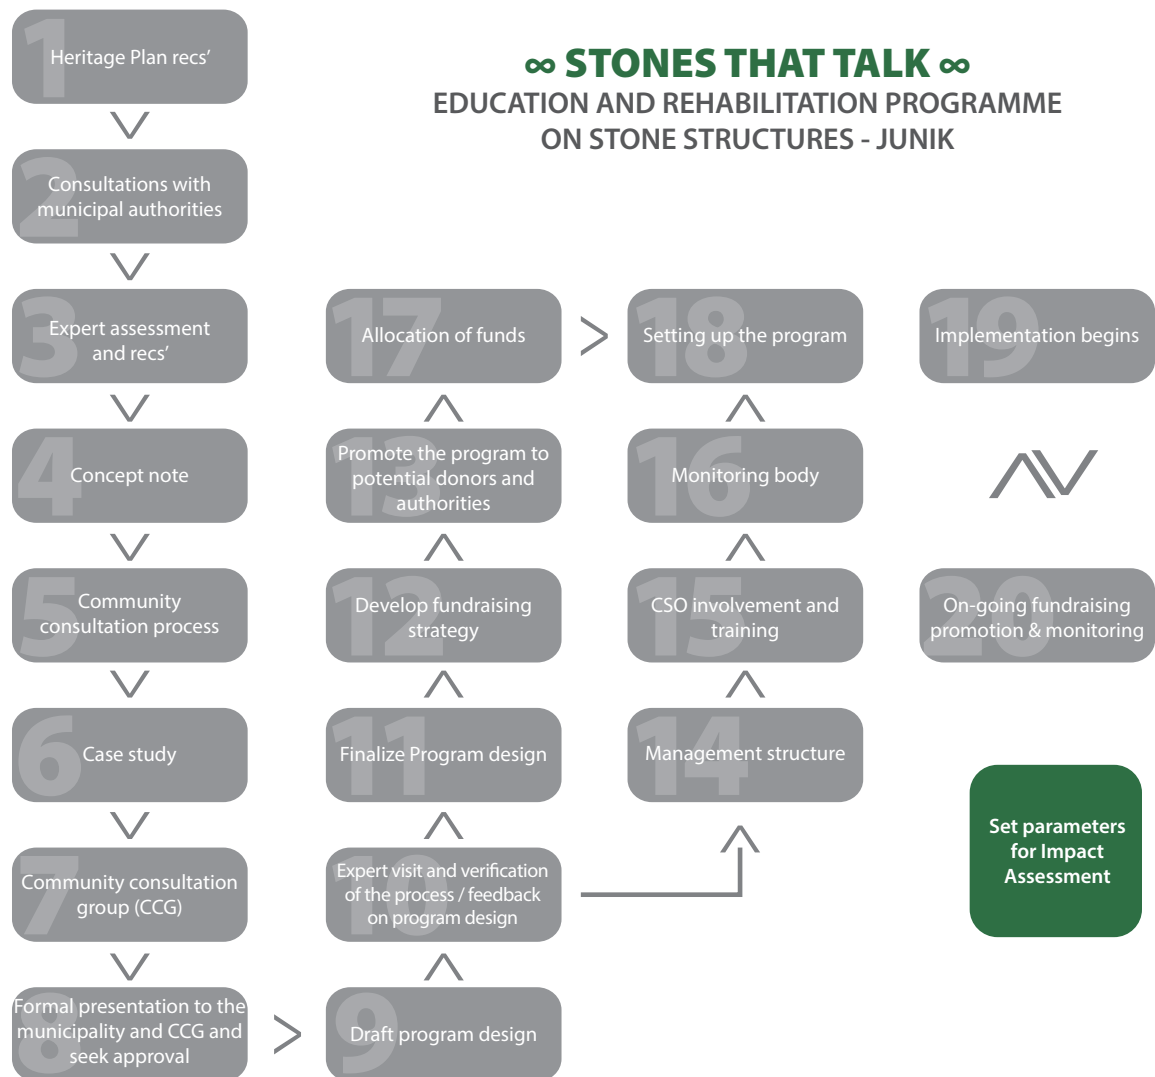 ∞ STONES THAT TALK ∞
EDUCATION AND REHABILITATION PROGRAMME
ON STONE STRUCTURES - JUNIK
1
Heritage Plan recs’
2
Consultations with
municipal authorities
3
Expert assessment
and recs’
4
Concept note
5
Community
consultation process
6
Case study
7
Community consultation
group (CCG)
8
Formal presentation to the
municipality and CCG and
seek approval
9
Draft program design
10
Expert visit and verification
of the process / feedback
on program design
11
Finalize Program design
12
Develop fundraising
strategy
13
Promote the program to
potential donors and
authorities
14
Management structure
15
CSO involvement and
training
16
Monitoring body
17
Allocation of funds
18
Setting up the program
19
Implementation begins
20
On-going fundraising
promotion & monitoring
Set parameters
for Impact
Assessment